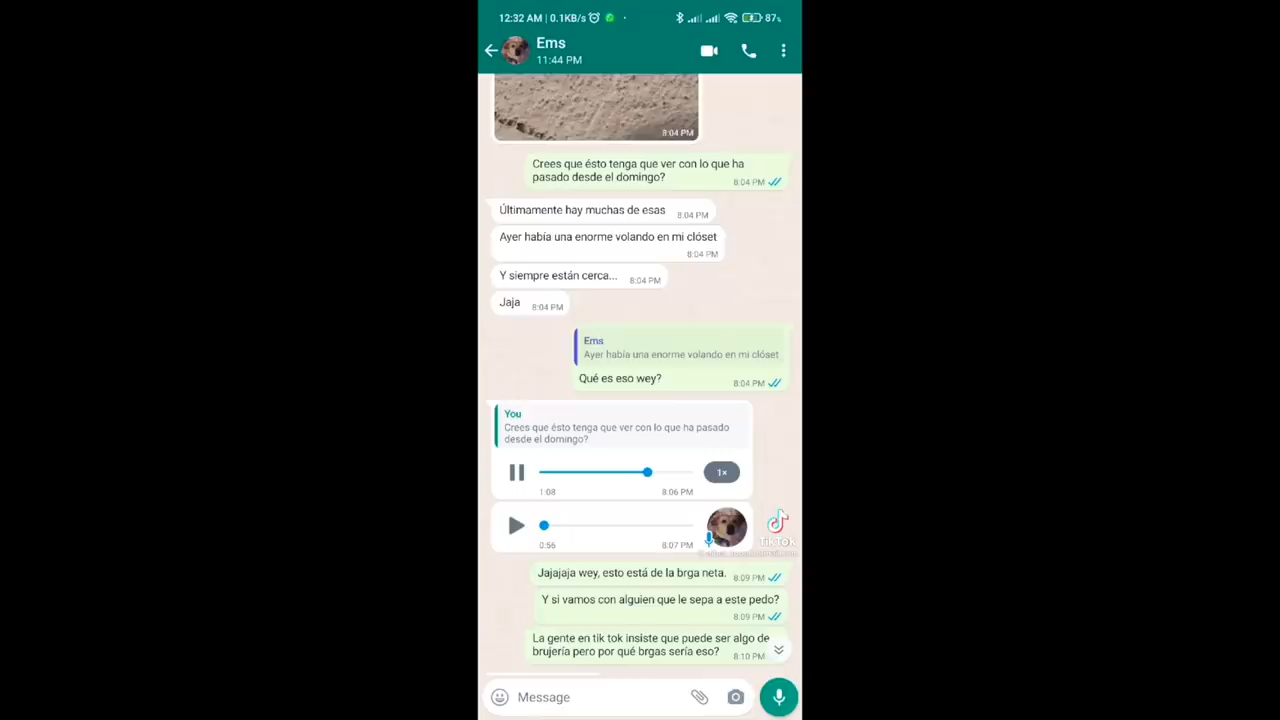 12:32 AM | 0.1KB/s
87%
Ems
11:44 PM
8:04 PM
Crees que ésto tenga que ver con lo que ha
pasado desde el domingo?
8:04 PM
Últimamente hay muchas de esas
8:04 PM
Ayer había una enorme volando en mi clóset
8:04 PM
Y siempre están cerca...
8:04 PM
Jaja
8:04 PM
Ems
Ayer había una enorme volando en mi clóset
Qué es eso wey?
8:04 PM
You
Crees que ésto tenga que ver con lo que ha pasado
desde el domingo?
1×
1:08
8:06 PM
0:56
8:07 PM
TikTok
Jajajaja wey, esto está de la brga neta.
8:09 PM
Y si vamos con alguien que le sepa a este pedo?
8:09 PM
La gente en tik tok insiste que puede ser algo de
brujería pero por qué brgas sería eso?
8:10 PM
Message